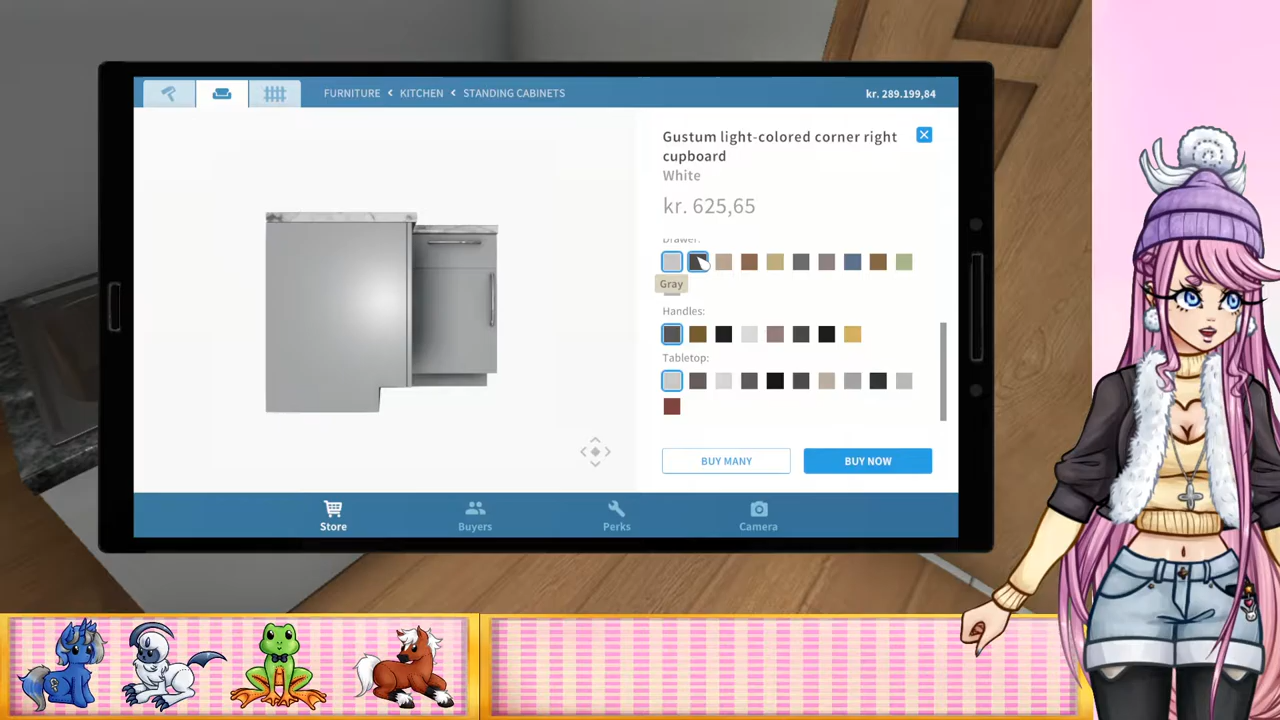 FURNITURE < KITCHEN < STANDING CABINETS
kr. 289.199,84
Gustum light-colored corner right
cupboard
White
kr. 625,65
Drawer:
Gray
Handles:
Tabletop:
BUY MANY
BUY NOW
Store
Buyers
Perks
Camera